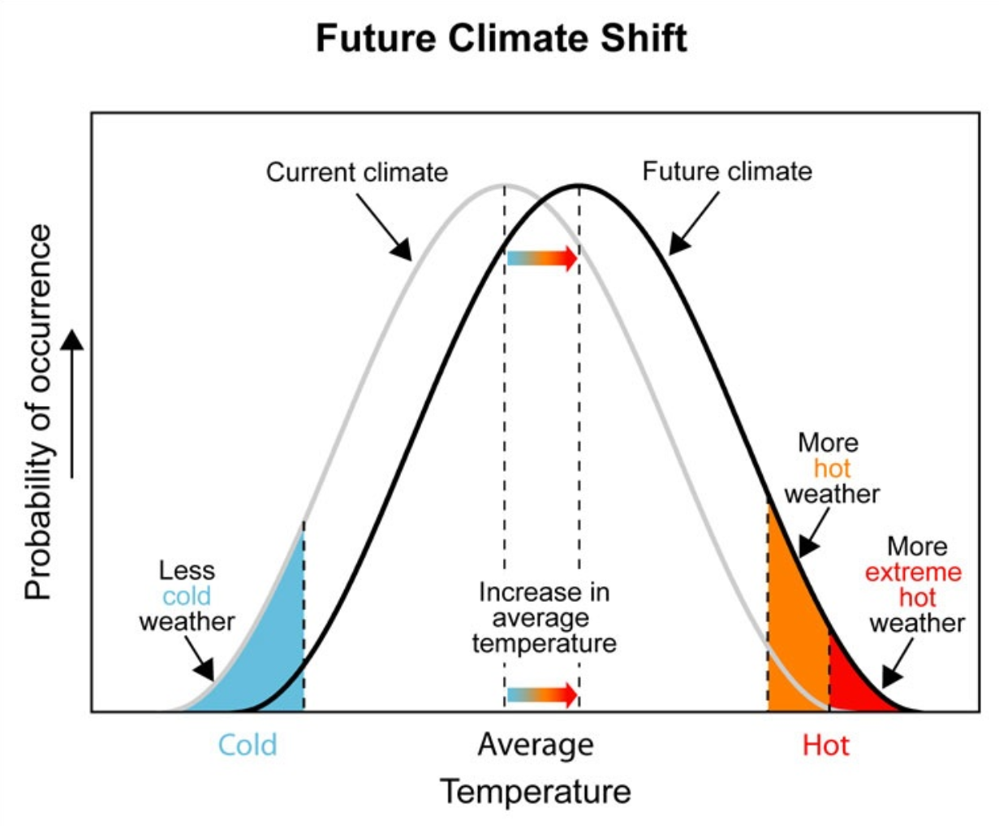 Future Climate Shift
Current climate
Future climate
Probability of occurrence
More
hot
weather
More
extreme
hot
weather
Less
cold
weather
Increase in
average
temperature
Cold
Average
Hot
Temperature